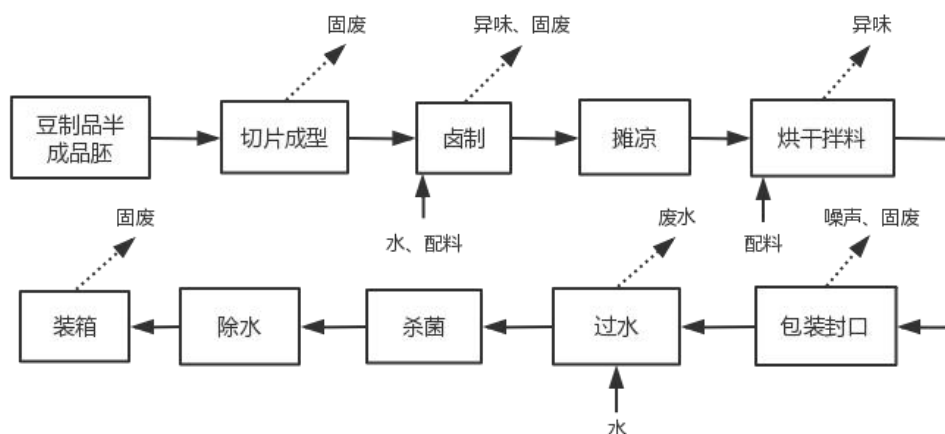 固废
异味、固废
异味
豆制品半
成品胚
切片成型
卤制
摊凉
烘干拌料
水、配料
配料
固废
废水
噪声、固废
装箱
除水
杀菌
过水
包装封口
水